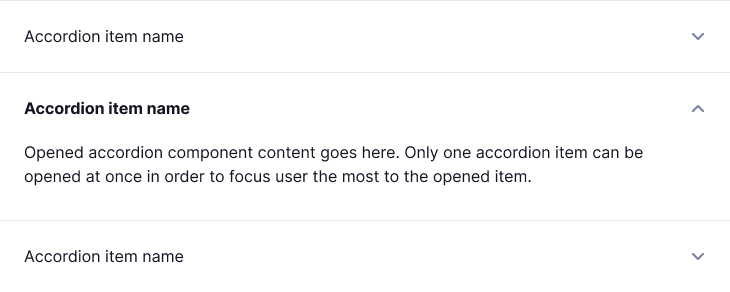 Accordion item name
Accordion item name
Opened accordion component content goes here. Only one accordion item can be
opened at once in order to focus user the most to the opened item.
Accordion item name